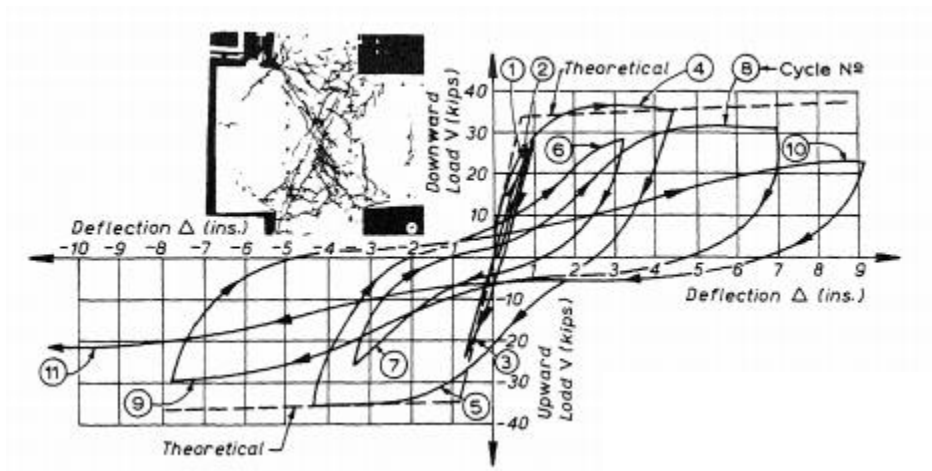 ① ② Theoretical ④ ⑧ Cycle Nº
Downward
Load V (kips)
40
30
20
10
⑥
⑩
Deflection Δ (ins.)
-10 -9 -8 -7 -6 -5 -4 -3 -2 -1
1 2 3 4 5 6 7 8 9
Deflection Δ (ins.)
-10
-20
-30
-40
Upward
Load V (kips)
③
⑦
⑪
⑨
⑤
Theoretical